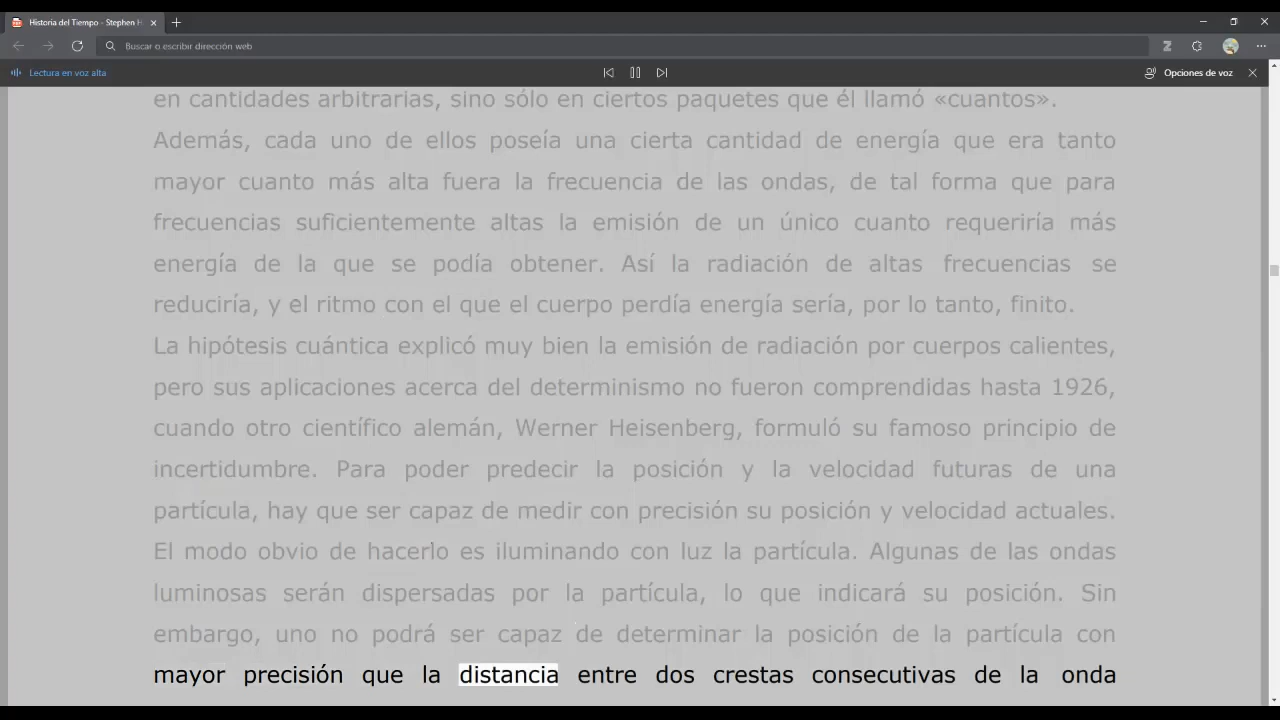 Historia del Tiempo - Stephen H
Buscar o escribir dirección web
Lectura en voz alta
Opciones de voz
en cantidades arbitrarias, sino sólo en ciertos paquetes que él llamó «cuantos».
Además, cada uno de ellos poseía una cierta cantidad de energía que era tanto
mayor cuanto más alta fuera la frecuencia de las ondas, de tal forma que para
frecuencias suficientemente altas la emisión de un único cuanto requeriría más
energía de la que se podía obtener. Así la radiación de altas frecuencias se
reduciría, y el ritmo con el que el cuerpo perdía energía sería, por lo tanto, finito.
La hipótesis cuántica explicó muy bien la emisión de radiación por cuerpos calientes,
pero sus aplicaciones acerca del determinismo no fueron comprendidas hasta 1926,
cuando otro científico alemán, Werner Heisenberg, formuló su famoso principio de
incertidumbre. Para poder predecir la posición y la velocidad futuras de una
partícula, hay que ser capaz de medir con precisión su posición y velocidad actuales.
El modo obvio de hacerlo es iluminando con luz la partícula. Algunas de las ondas
luminosas serán dispersadas por la partícula, lo que indicará su posición. Sin
embargo, uno no podrá ser capaz de determinar la posición de la partícula con
mayor precisión que la distancia entre dos crestas consecutivas de la onda